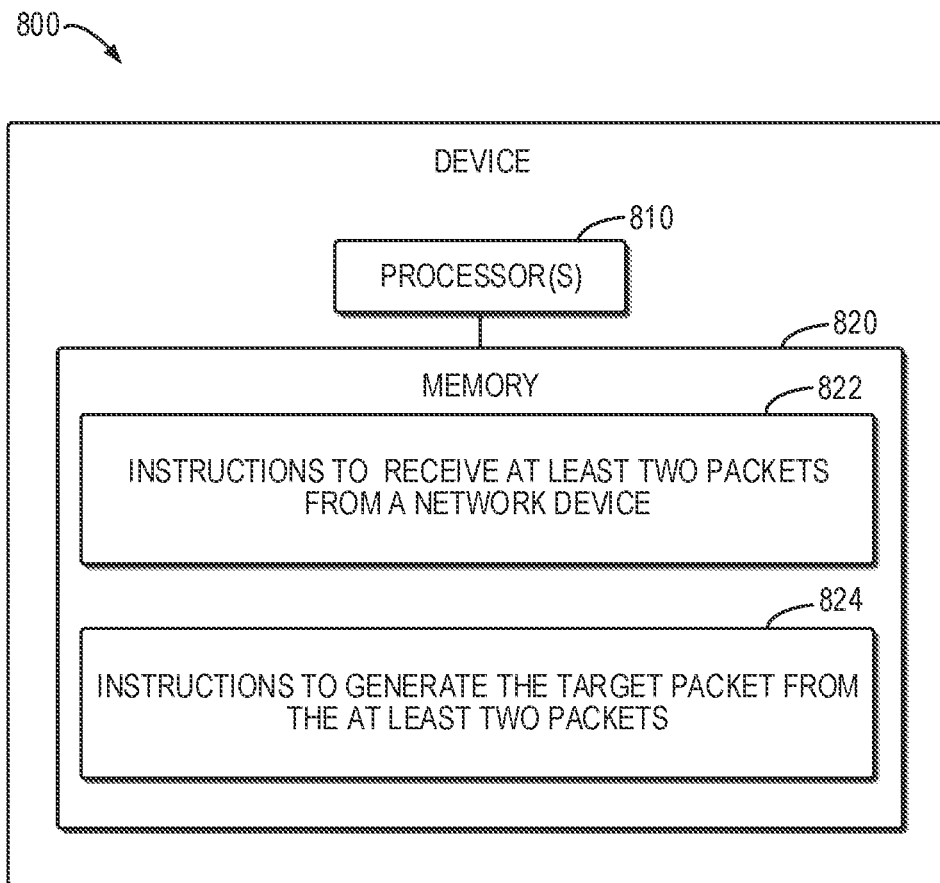 800
DEVICE
810
PROCESSOR(S)
820
MEMORY
822
INSTRUCTIONS TO RECEIVE AT LEAST TWO PACKETS
FROM A NETWORK DEVICE
824
INSTRUCTIONS TO GENERATE THE TARGET PACKET FROM
THE AT LEAST TWO PACKETS